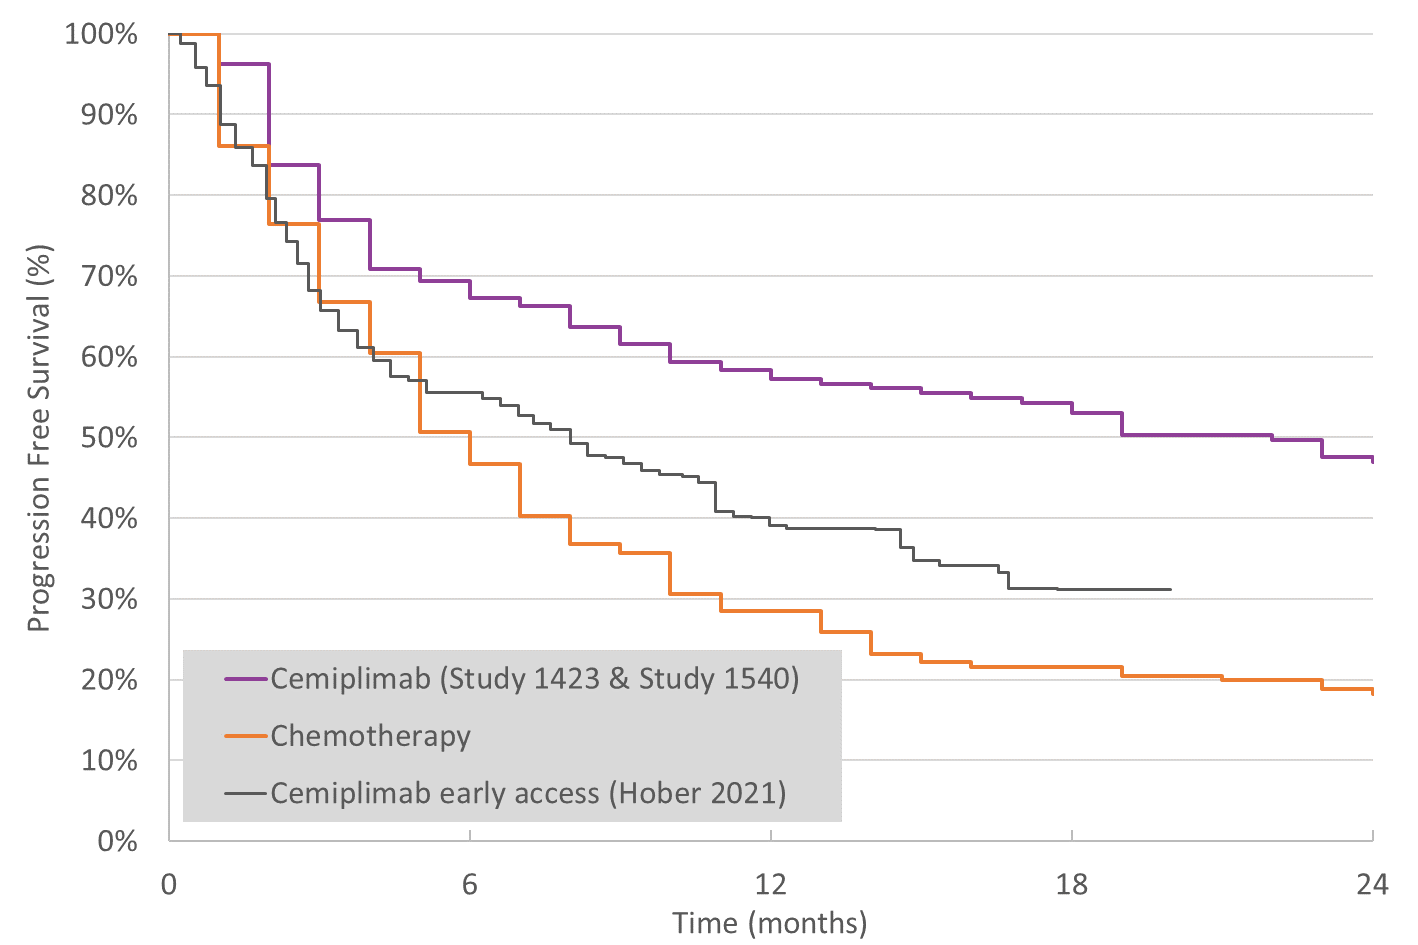 100%
90%
80%
70%
60%
50%
40%
30%
20%
10%
0%
Progression Free Survival (%)
Cemiplimab (Study 1423 & Study 1540)
Chemotherapy
Cemiplimab early access (Hober 2021)
0 6 12 18 24
Time (months)